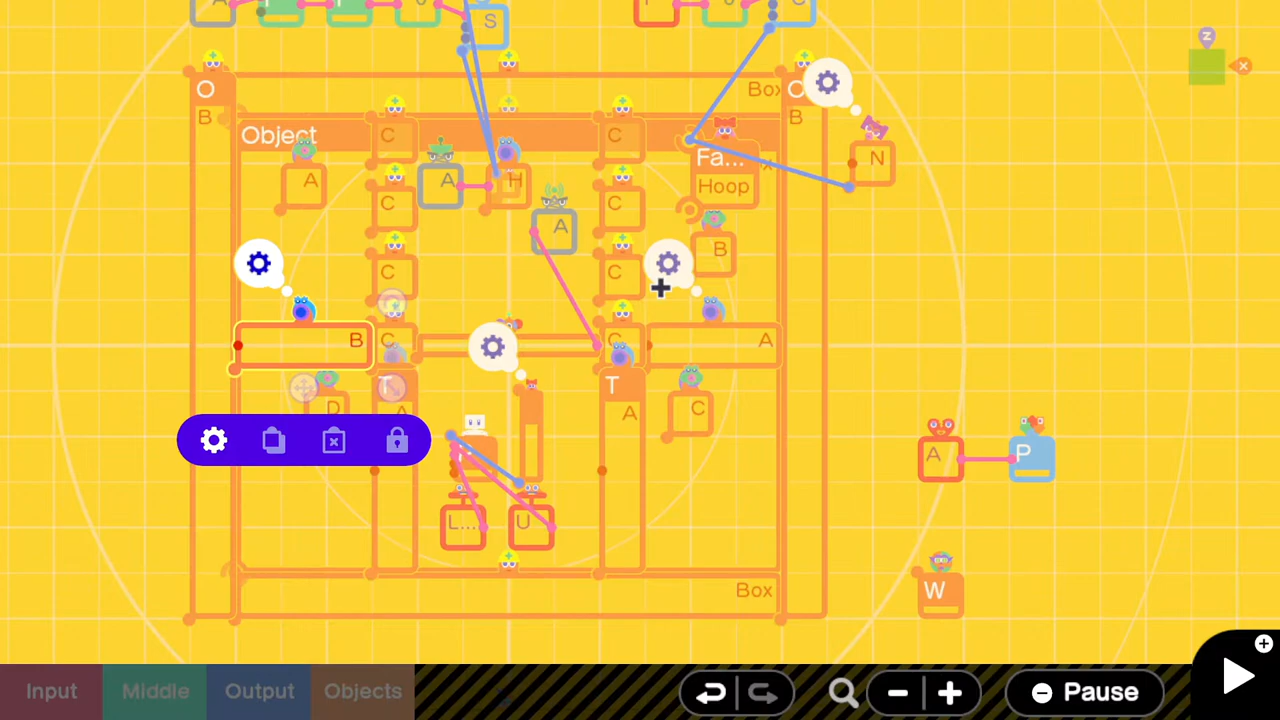 S
Z
X
O
Box
O
B
B
Object
C
C
Fa...
A
A
H
A
N
Hoop
C
C
B
C
C
B
C
C
A
A
T
T
D
A
C
A
P
L...
U
Box
W
Input
Middle
Output
Objects
Pause